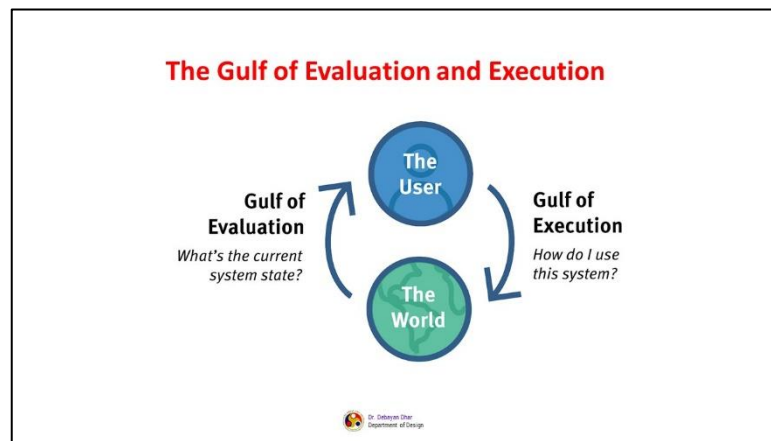 The Gulf of Evaluation and Execution
The
User
Gulf of
Evaluation
What's the current
system state?
Gulf of
Execution
How do I use
this system?
The
World
Dr. Debayan Dhar
Department of Design